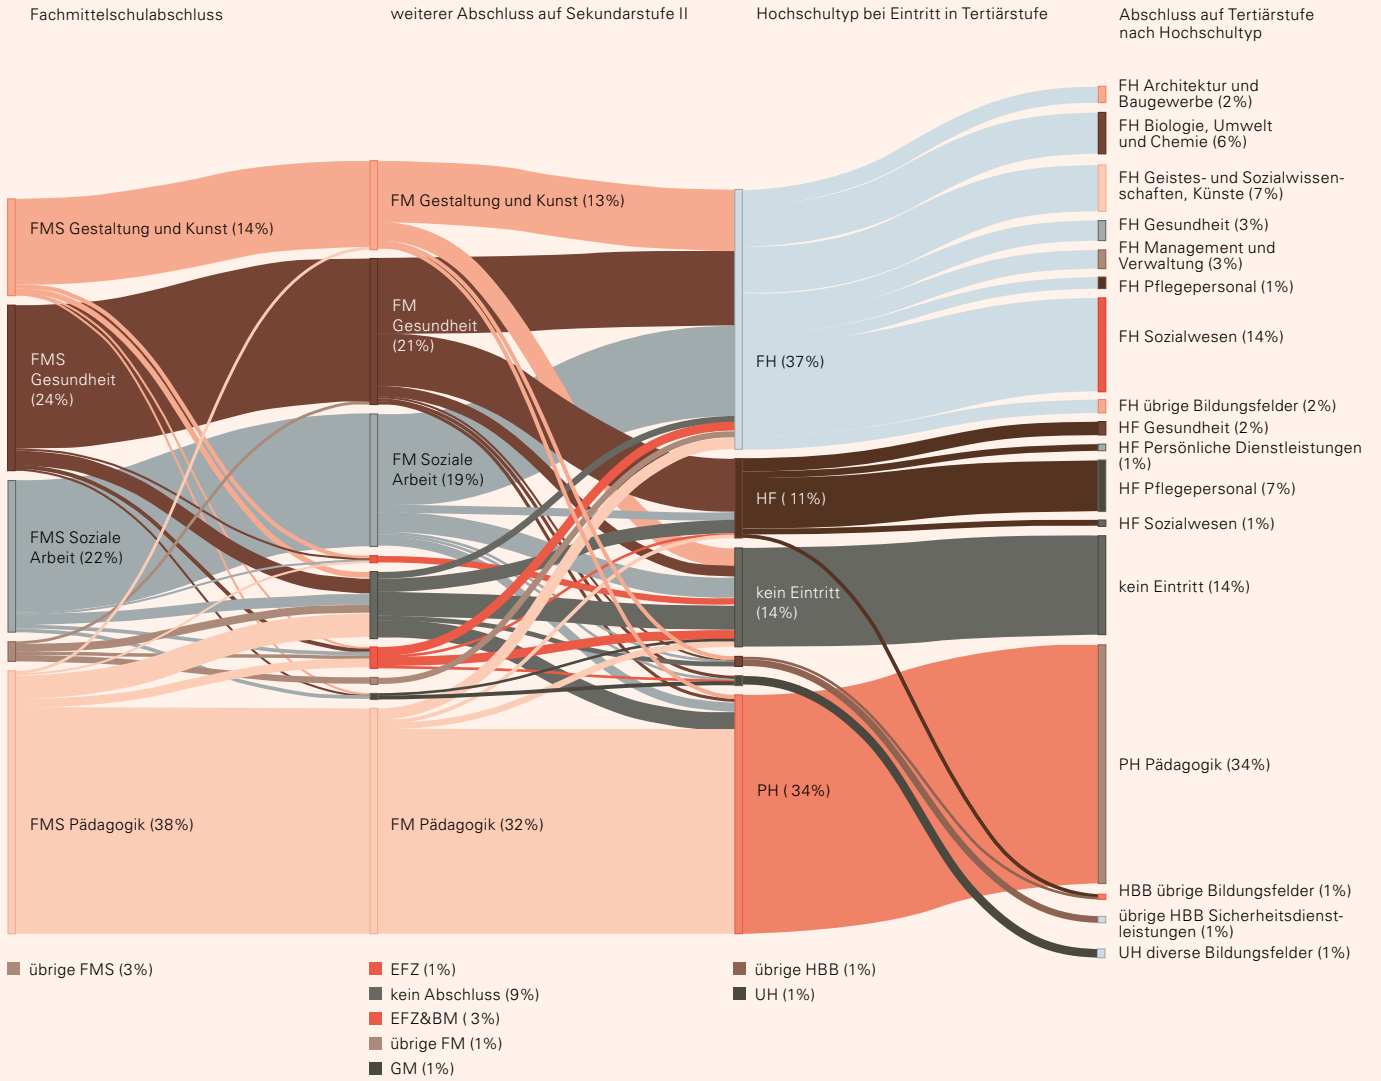 Fachmittelschulabschluss
weiterer Abschluss auf Sekundarstufe II
Hochschultyp bei Eintritt in Tertiärstufe
Abschluss auf Tertiärstufe
nach Hochschultyp
FMS Gestaltung und Kunst (14%)
FMS
Gesundheit
(24%)
FMS Soziale
Arbeit (22%)
FMS Pädagogik (38%)
übrige FMS (3%)
FM Gestaltung und Kunst (13%)
FM
Gesundheit
(21%)
FM Soziale
Arbeit (19%)
FM Pädagogik (32%)
EFZ (1%)
kein Abschluss (9%)
EFZ&BM ( 3%)
übrige FM (1%)
GM (1%)
FH (37%)
HF ( 11%)
kein Eintritt
(14%)
PH ( 34%)
übrige HBB (1%)
UH (1%)
FH Architektur und
Baugewerbe (2%)
FH Biologie, Umwelt
und Chemie (6%)
FH Geistes- und Sozialwissen-
schaften, Künste (7%)
FH Gesundheit (3%)
FH Management und
Verwaltung (3%)
FH Pflegepersonal (1%)
FH Sozialwesen (14%)
FH übrige Bildungsfelder (2%)
HF Gesundheit (2%)
HF Persönliche Dienstleistungen
(1%)
HF Pflegepersonal (7%)
HF Sozialwesen (1%)
kein Eintritt (14%)
PH Pädagogik (34%)
HBB übrige Bildungsfelder (1%)
übrige HBB Sicherheitsdienst-
leistungen (1%)
UH diverse Bildungsfelder (1%)